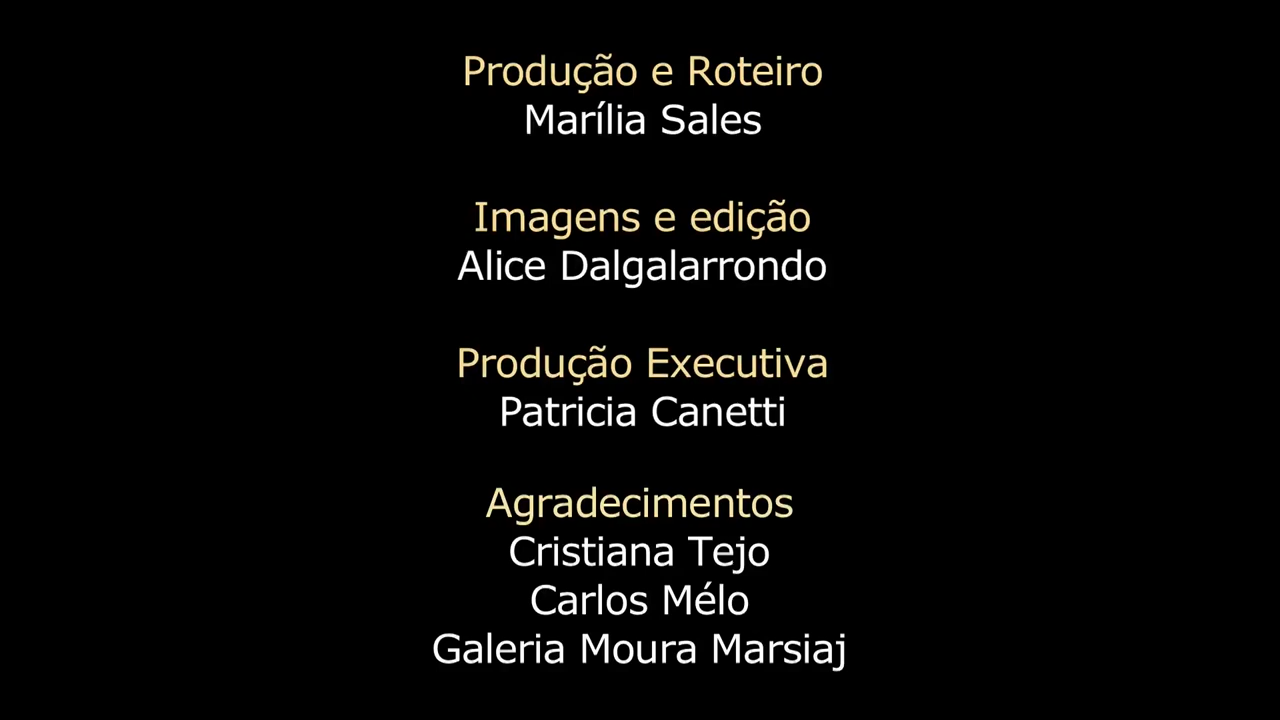 Produção e Roteiro
Marília Sales
Imagens e edição
Alice Dalgalarrondo
Produção Executiva
Patricia Canetti
Agradecimentos
Cristiana Tejo
Carlos Mélo
Galeria Moura Marsiaj